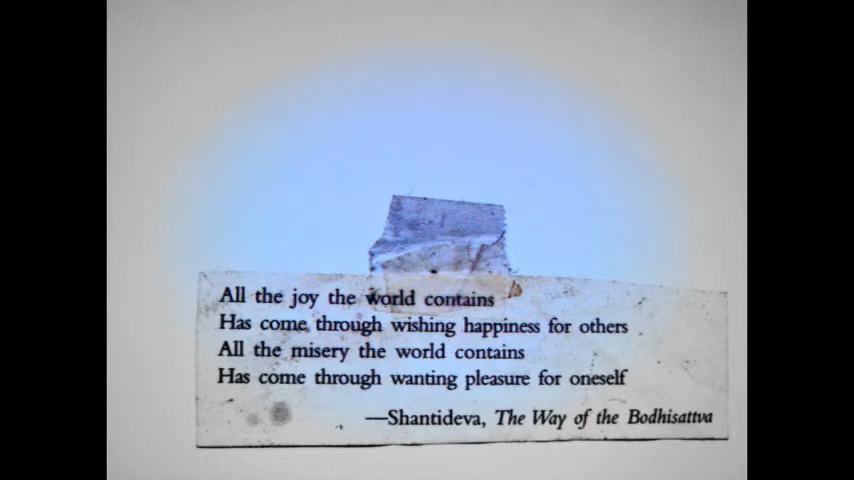 All the joy the world contains
Has come through wishing happiness for others
All the misery the world contains
Has come through wanting pleasure for oneself
—Shantideva, The Way of the Bodhisattva